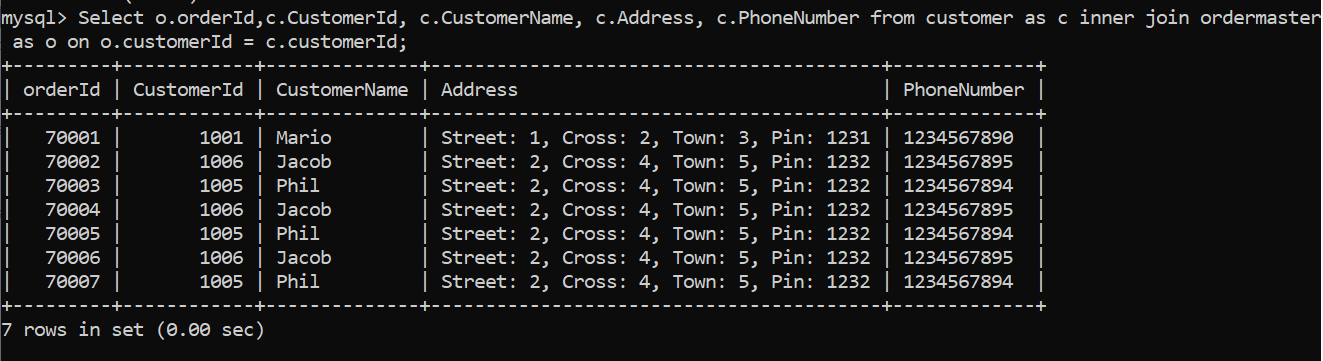 mysql> Select o.orderId,c.CustomerId, c.CustomerName, c.Address, c.PhoneNumber from customer as c inner join ordermaster
 as o on o.customerId = c.customerId;
+---------+------------+--------------+----------------------------------------+-------------+
| orderId | CustomerId | CustomerName | Address                                | PhoneNumber |
+---------+------------+--------------+----------------------------------------+-------------+
|   70001 |       1001 | Mario        | Street: 1, Cross: 2, Town: 3, Pin: 1231 | 1234567890  |
|   70002 |       1006 | Jacob        | Street: 2, Cross: 4, Town: 5, Pin: 1232 | 1234567895  |
|   70003 |       1005 | Phil         | Street: 2, Cross: 4, Town: 5, Pin: 1232 | 1234567894  |
|   70004 |       1006 | Jacob        | Street: 2, Cross: 4, Town: 5, Pin: 1232 | 1234567895  |
|   70005 |       1005 | Phil         | Street: 2, Cross: 4, Town: 5, Pin: 1232 | 1234567894  |
|   70006 |       1006 | Jacob        | Street: 2, Cross: 4, Town: 5, Pin: 1232 | 1234567895  |
|   70007 |       1005 | Phil         | Street: 2, Cross: 4, Town: 5, Pin: 1232 | 1234567894  |
+---------+------------+--------------+----------------------------------------+-------------+
7 rows in set (0.00 sec)